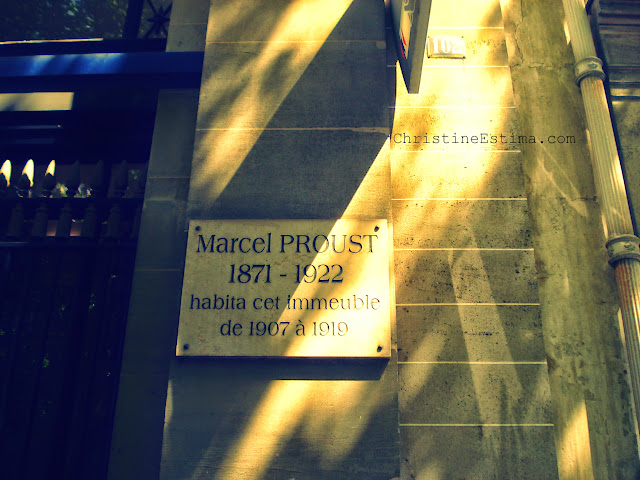 102
ChristineEstima.com
Marcel PROUST
1871 - 1922
habita cet immeuble
de 1907 à 1919